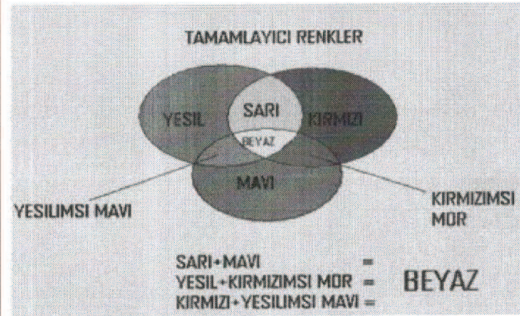 TAMAMLAYICI RENKLER
YESIL
SARI
KIRMIZI
BEYAZ
MAVI
YESILIMSI MAVI
KIRMIZIMSI
MOR
SARI+MAVI =
YESIL+KIRMIZIMSI MOR =
BEYAZ
KIRMIZI+YESILIMSI MAVI =